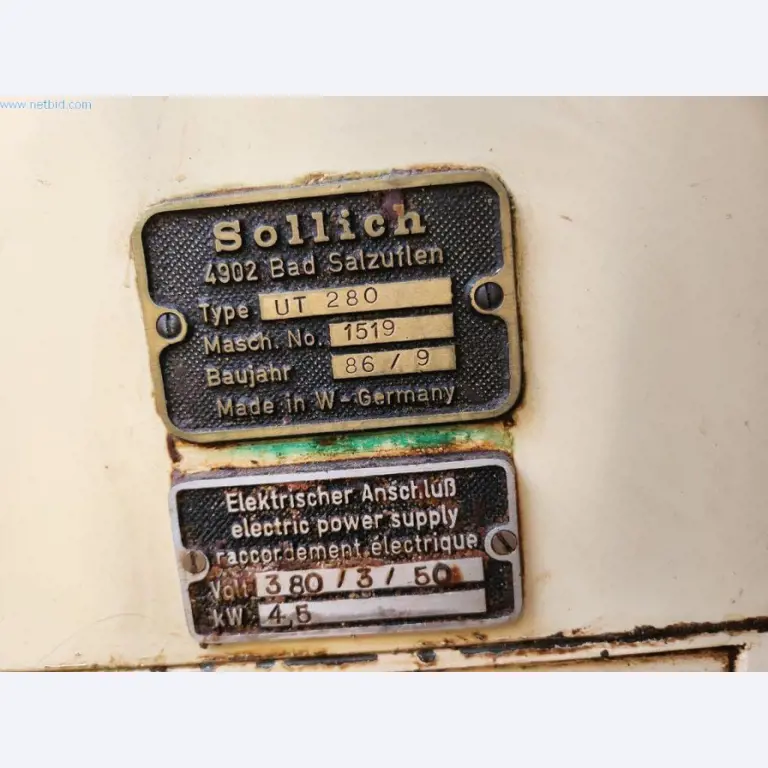 www.netbid.com
Sollich
4902 Bad Salzuflen
Type UT 280
Masch. No. 1519
Baujahr 86 / 9
Made in W-Germany
Elektrischer Anschluß
electric power supply
raccordement électrique
Volt 380 / 3 / 50
kW 4,5